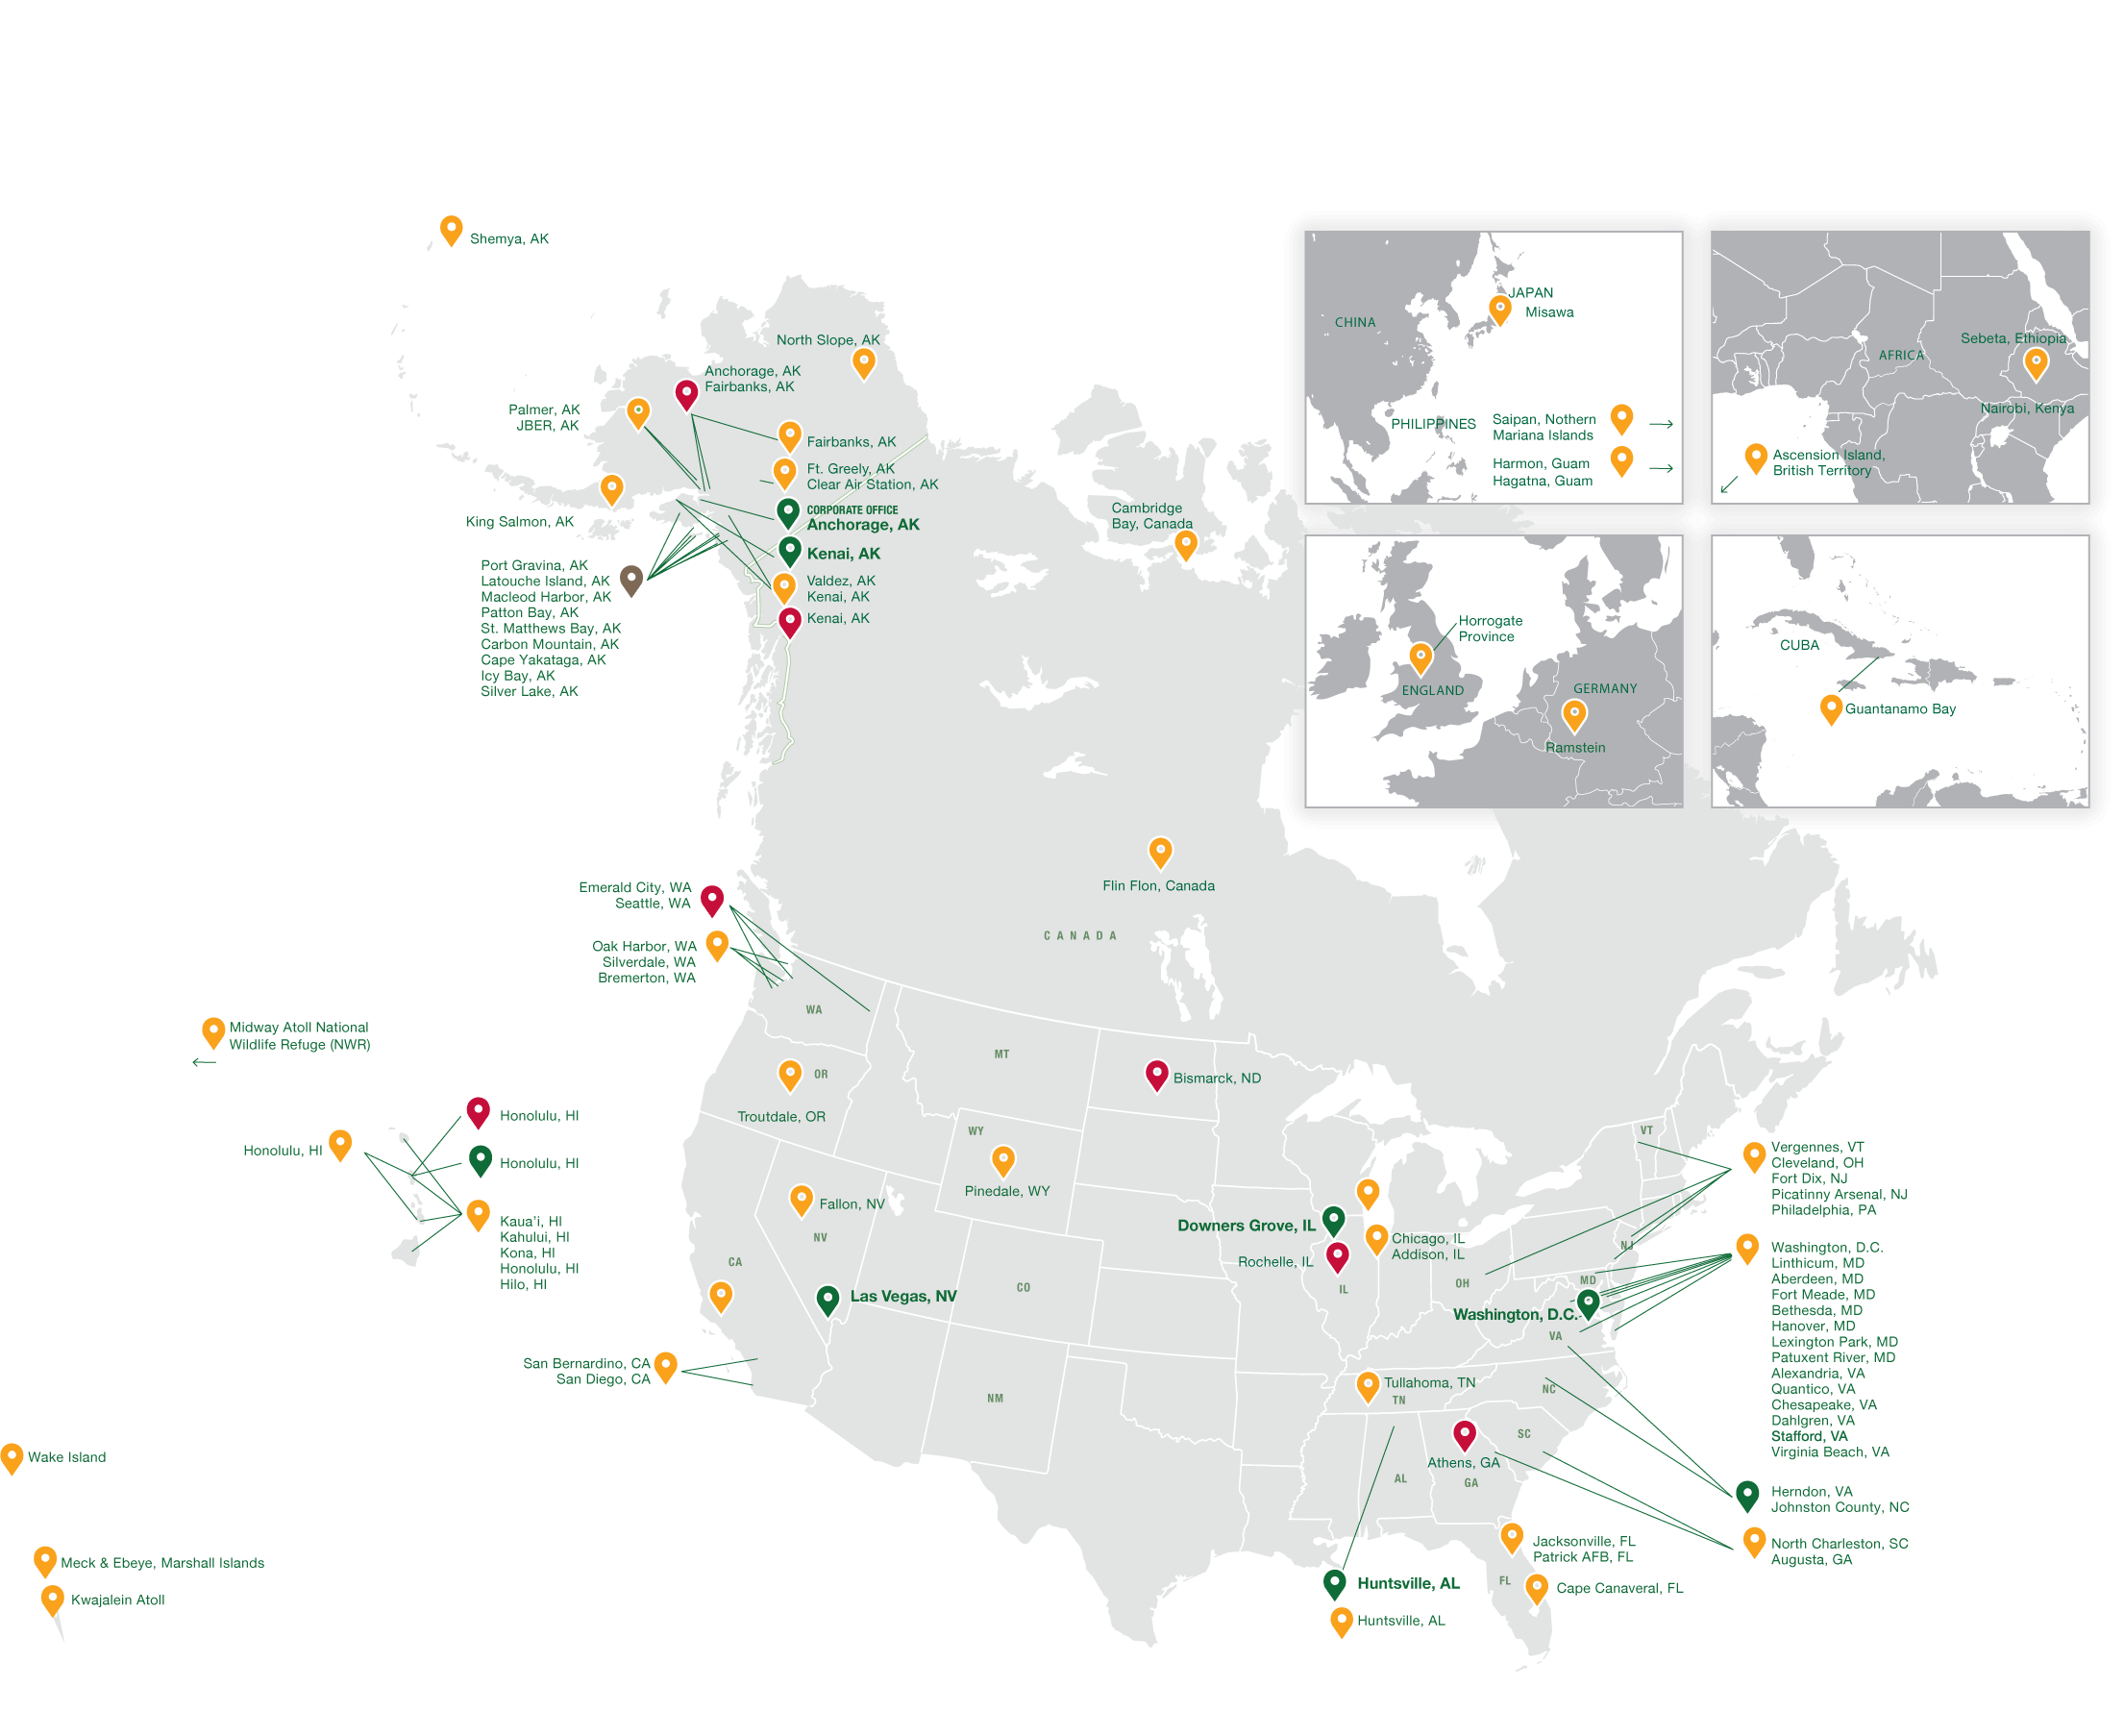 Shemya, AK
North Slope, AK
Anchorage, AK
Fairbanks, AK
Palmer, AK
JBER, AK
Fairbanks, AK
Ft. Greely, AK
Clear Air Station, AK
King Salmon, AK
CORPORATE OFFICE
Anchorage, AK
Kenai, AK
Port Gravina, AK
Latouche Island, AK
Macleod Harbor, AK
Patton Bay, AK
St. Matthews Bay, AK
Carbon Mountain, AK
Cape Yakataga, AK
Icy Bay, AK
Silver Lake, AK
Valdez, AK
Kenai, AK
Kenai, AK
Cambridge
Bay, Canada
JAPAN
Misawa
CHINA
PHILIPPINES
Saipan, Nothern
Mariana Islands
Harmon, Guam
Hagatna, Guam
Sebeta, Ethiopia
AFRICA
Nairobi, Kenya
Ascension Island,
British Territory
Horrogate
Province
ENGLAND
GERMANY
Ramstein
CUBA
Guantanamo Bay
Flin Flon, Canada
CANADA
Emerald City, WA
Seattle, WA
Oak Harbor, WA
Silverdale, WA
Bremerton, WA
WA
Midway Atoll National
Wildlife Refuge (NWR)
MT
OR
Troutdale, OR
Bismarck, ND
Honolulu, HI
Honolulu, HI
Honolulu, HI
Kaua'i, HI
Kahului, HI
Kona, HI
Honolulu, HI
Hilo, HI
WY
Pinedale, WY
Fallon, NV
NV
CA
Las Vegas, NV
CO
San Bernardino, CA
San Diego, CA
NM
Downers Grove, IL
Chicago, IL
Addison, IL
Rochelle, IL
IL
OH
VT
NJ
MD
Washington, D.C.
VA
Vergennes, VT
Cleveland, OH
Fort Dix, NJ
Picatinny Arsenal, NJ
Philadelphia, PA
Washington, D.C.
Linthicum, MD
Aberdeen, MD
Fort Meade, MD
Bethesda, MD
Hanover, MD
Lexington Park, MD
Patuxent River, MD
Alexandria, VA
Quantico, VA
Chesapeake, VA
Dahlgren, VA
Stafford, VA
Virginia Beach, VA
Tullahoma, TN
TN
NC
SC
Athens, GA
AL
GA
Herndon, VA
Johnston County, NC
North Charleston, SC
Augusta, GA
Jacksonville, FL
Patrick AFB, FL
FL
Cape Canaveral, FL
Huntsville, AL
Huntsville, AL
Wake Island
Meck & Ebeye, Marshall Islands
Kwajalein Atoll